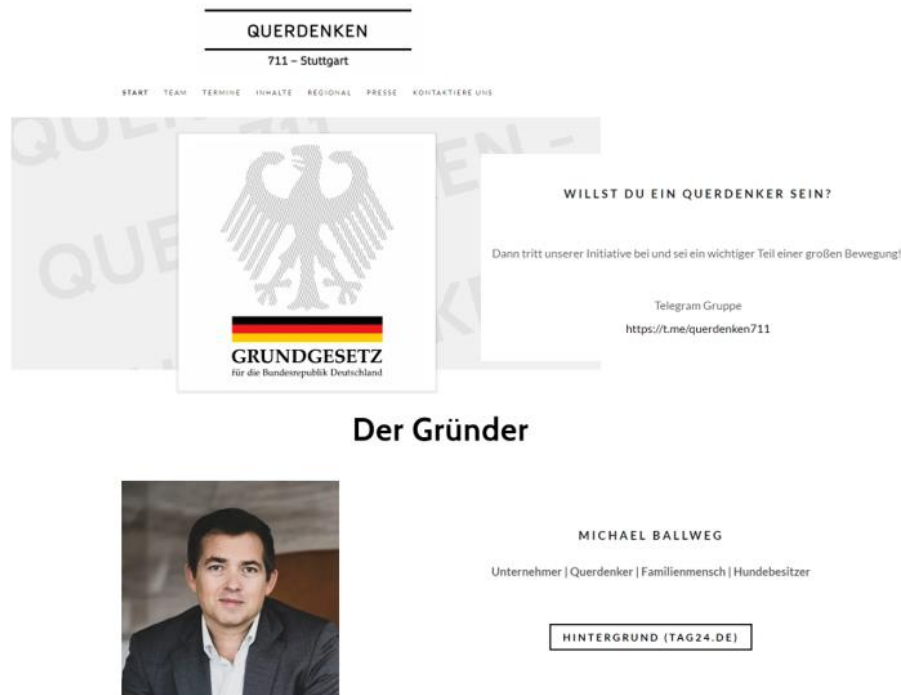 QUERDENKEN
711 – Stuttgart
START TEAM TERMINE INHALTE REGIONAL PRESSE KONTAKTIERE UNS
WILLST DU EIN QUERDENKER SEIN?
Dann tritt unserer Initiative bei und sei ein wichtiger Teil einer großen Bewegung!
Telegram Gruppe
https://t.me/querdenken711
GRUNDGESETZ
für die Bundesrepublik Deutschland
Der Gründer
MICHAEL BALLWEG
Unternehmer | Querdenker | Familienmensch | Hundebesitzer
HINTERGRUND (TAG24.DE)